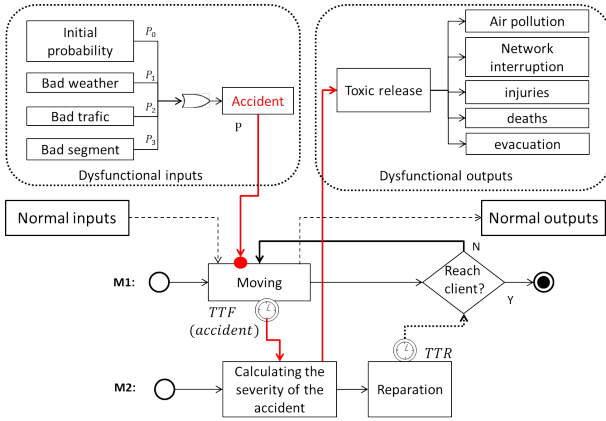 Initial
probability
P₀
Bad weather
P₁
Bad trafic
P₂
Bad segment
P₃
Accident
P
Dysfunctional inputs
Toxic release
Air pollution
Network
interruption
injuries
deaths
evacuation
Dysfunctional outputs
Normal inputs
Normal outputs
M1:
Moving
N
Reach
client?
Y
TTF
(accident)
M2:
Calculating the
severity of the
accident
Reparation
TTR